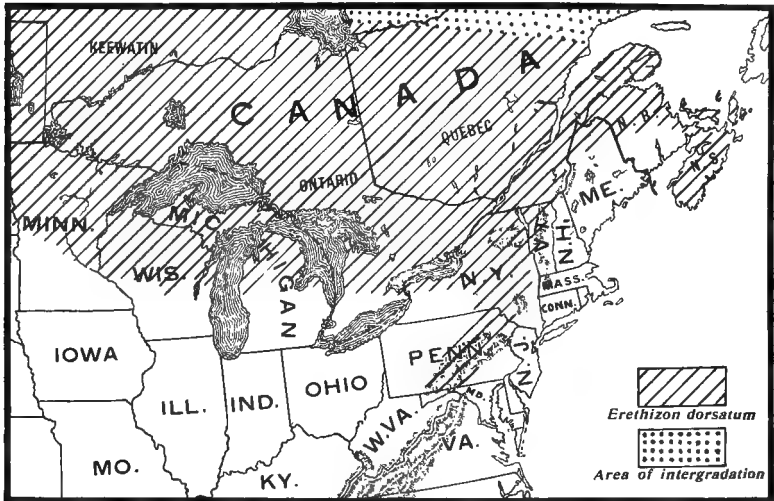 KEEWATIN
CANADA
QUEBEC
ONTARIO
N.B.
N.S.
ME.
MINN.
MICHIGAN
WIS.
N.H.
MASS.
CONN.
N.Y.
IOWA
PENN.
N.J.
ILL.
IND.
OHIO
MD.
W.VA.
VA.
MO.
KY.
Erethizon dorsatum
Area of intergradation